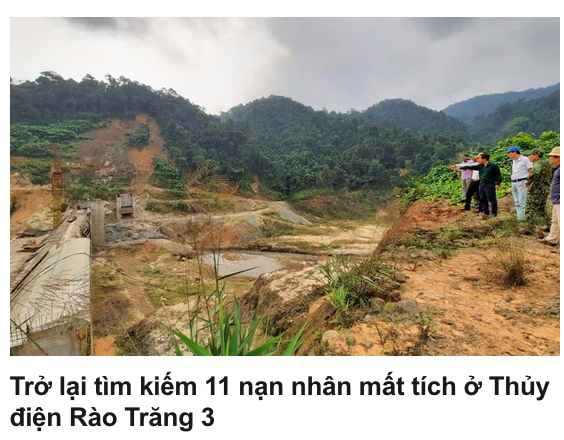 Trở lại tìm kiếm 11 nạn nhân mất tích ở Thủy
điện Rào Trăng 3